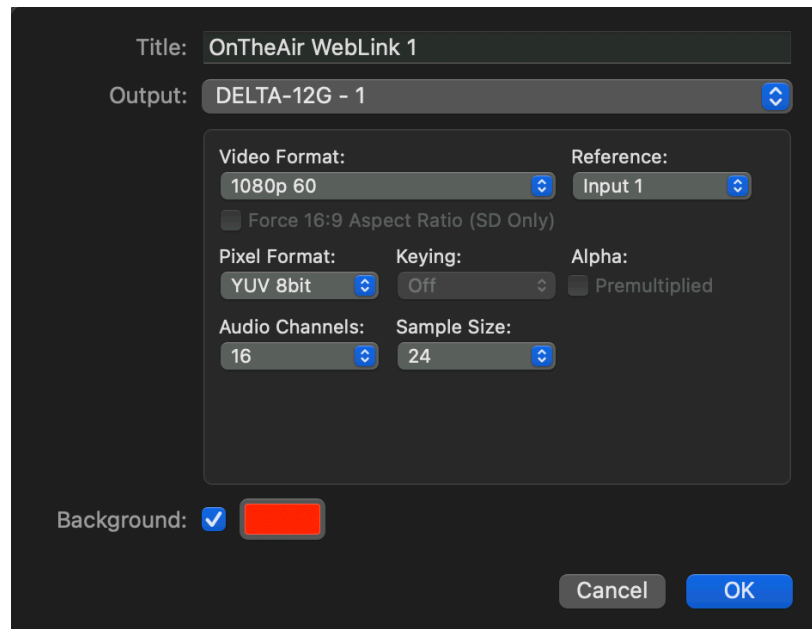 Title: OnTheAir WebLink 1
Output: DELTA-12G - 1
Video Format: Reference:
1080p 60 Input 1
Force 16:9 Aspect Ratio (SD Only)
Pixel Format: Keying: Alpha:
YUV 8bit Off Premultiplied
Audio Channels: Sample Size:
16 24
Background:
Cancel OK